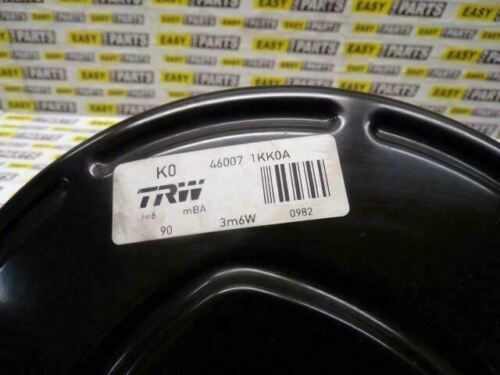 EASY PARTS
K0 46007 1KK0A
TRW
i=6 mBA
90 3m6W 0982